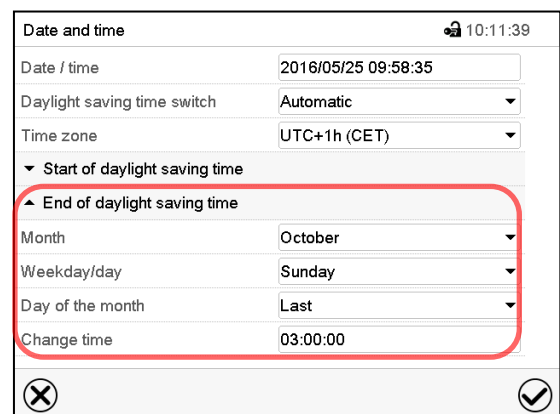 Date and time 10:11:39
Date / time 2016/05/25 09:58:35
Daylight saving time switch Automatic
Time zone UTC+1h (CET)
Start of daylight saving time
End of daylight saving time
Month October
Weekday/day Sunday
Day of the month Last
Change time 03:00:00